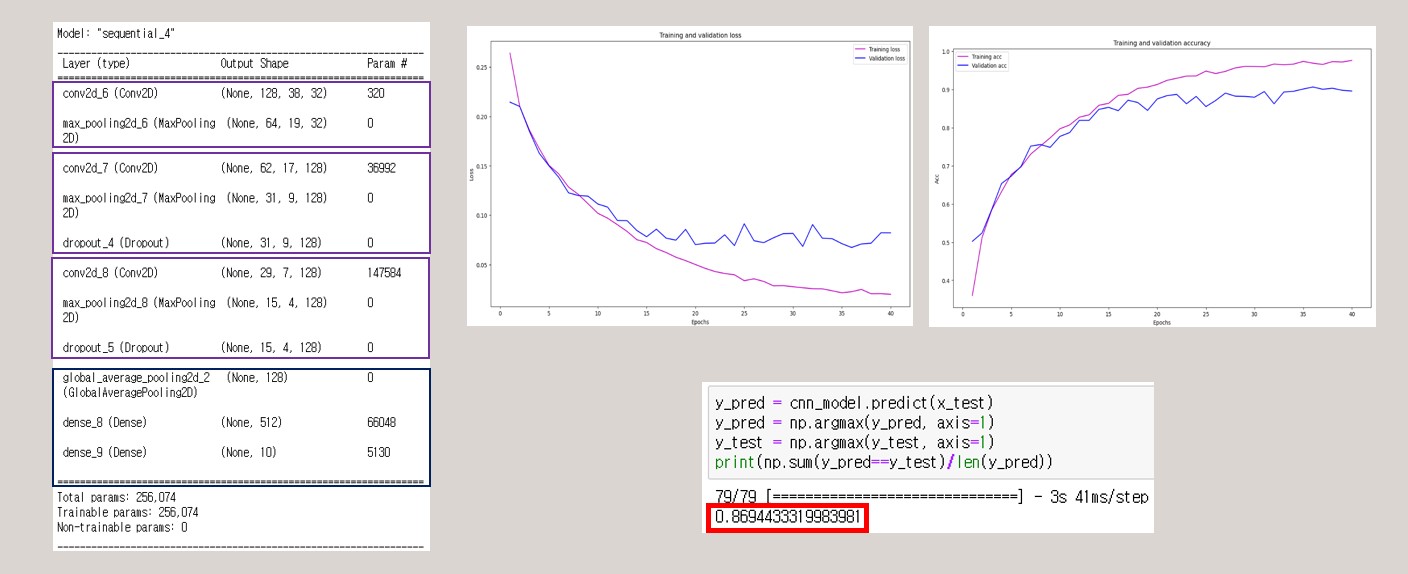 Model: "sequential_4"
Layer (type) Output Shape Param #
conv2d_6 (Conv2D) (None, 128, 38, 32) 320
max_pooling2d_6 (MaxPooling (None, 64, 19, 32) 0
2D)
conv2d_7 (Conv2D) (None, 62, 17, 128) 36992
max_pooling2d_7 (MaxPooling (None, 31, 9, 128) 0
2D)
dropout_4 (Dropout) (None, 31, 9, 128) 0
conv2d_8 (Conv2D) (None, 29, 7, 128) 147584
max_pooling2d_8 (MaxPooling (None, 15, 4, 128) 0
2D)
dropout_5 (Dropout) (None, 15, 4, 128) 0
global_average_pooling2d_2 (None, 128) 0
(GlobalAveragePooling2D)
dense_8 (Dense) (None, 512) 66048
dense_9 (Dense) (None, 10) 5130
Total params: 256,074
Trainable params: 256,074
Non-trainable params: 0
Training and validation loss
Training loss
Validation loss
0.25
0.20
0.15
0.10
0.05
Loss
0 5 10 15 20 25 30 35 40
Epochs
Training and validation accuracy
Training acc
Validation acc
1.0
0.9
0.8
0.7
0.6
0.5
0.4
Acc
0 5 10 15 20 25 30 35 40
Epochs
y_pred = cnn_model.predict(x_test)
y_pred = np.argmax(y_pred, axis=1)
y_test = np.argmax(y_test, axis=1)
print(np.sum(y_pred==y_test)/len(y_pred))
79/79 [==============================] - 3s 41ms/step
0.8694433319983981